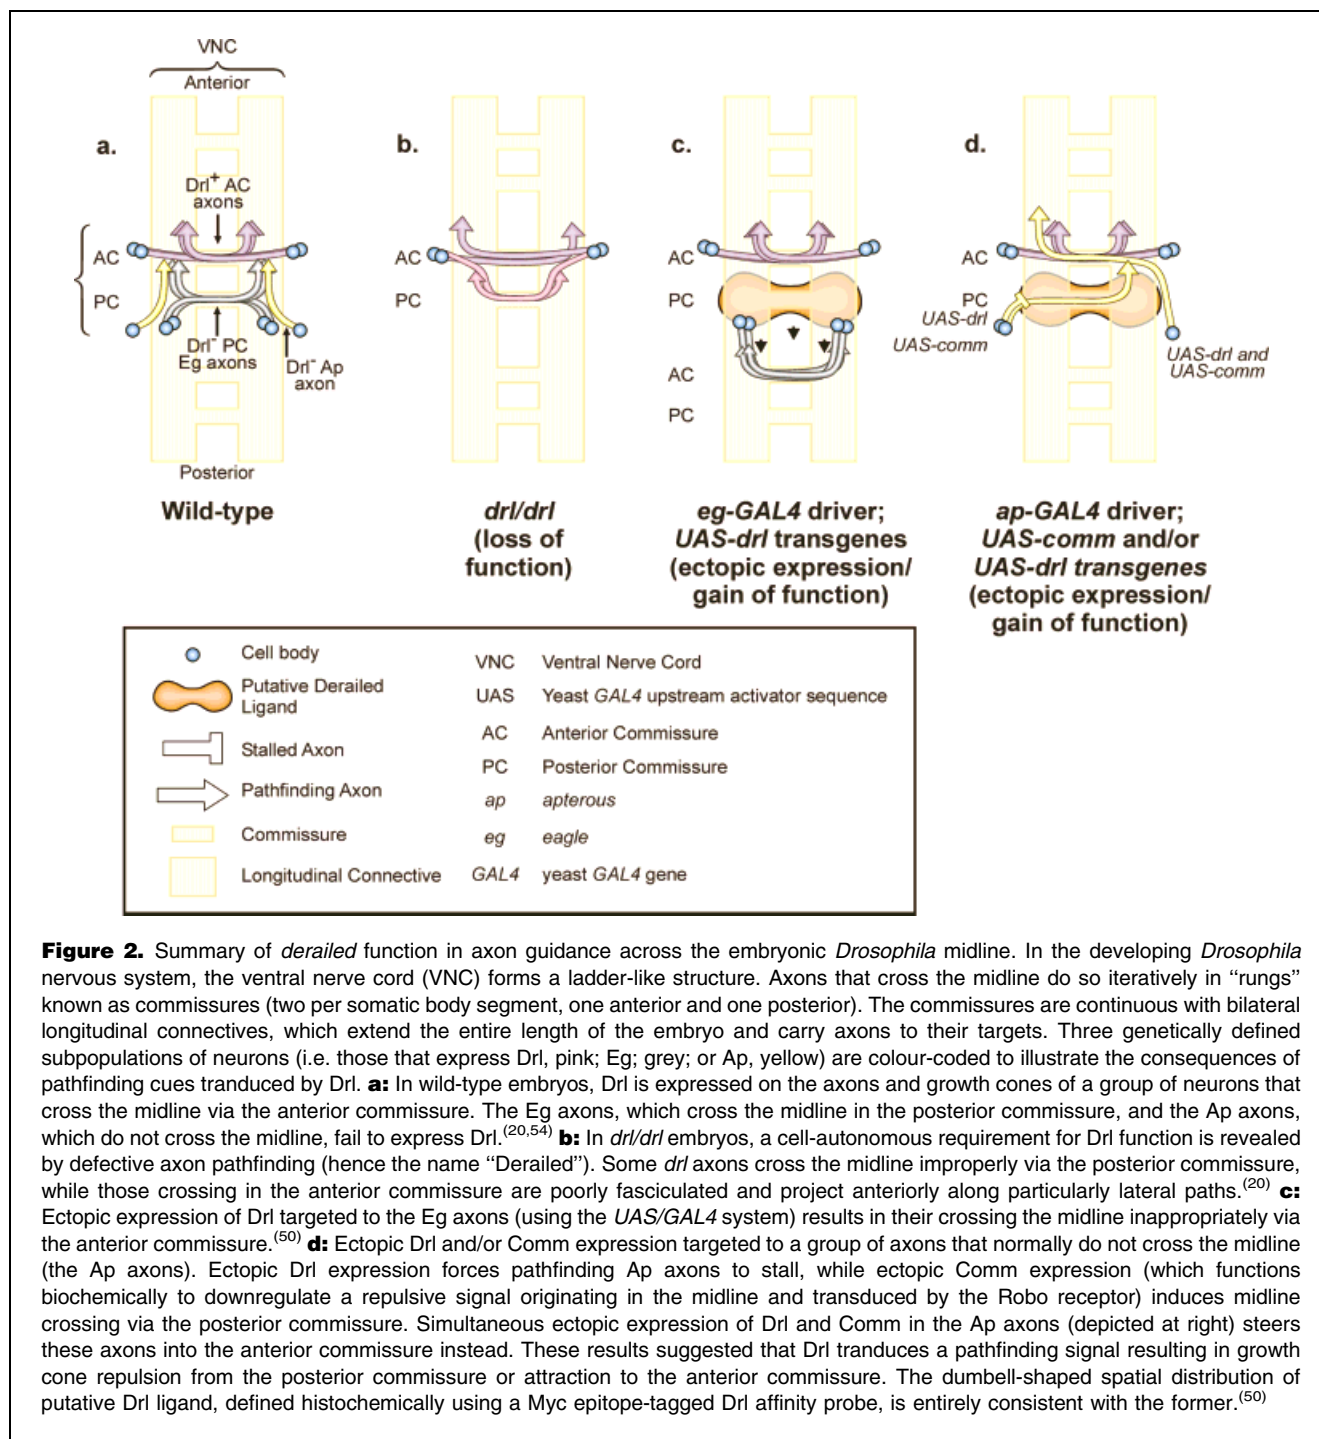 VNC
Anterior
a.
Drl⁺ AC
axons
AC
PC
Drl⁻ PC
Eg axons
Drl⁻ Ap
axon
Posterior
Wild-type
b.
AC
PC
drl/drl
(loss of
function)
c.
AC
PC
AC
PC
eg-GAL4 driver;
UAS-drl transgenes
(ectopic expression/
gain of function)
d.
AC
PC
UAS-drl
UAS-comm
UAS-drl and
UAS-comm
ap-GAL4 driver;
UAS-comm and/or
UAS-drl transgenes
(ectopic expression/
gain of function)
Cell body
Putative Derailed
Ligand
Stalled Axon
Pathfinding Axon
Commissure
Longitudinal Connective
VNC Ventral Nerve Cord
UAS Yeast GAL4 upstream activator sequence
AC Anterior Commissure
PC Posterior Commissure
ap apterous
eg eagle
GAL4 yeast GAL4 gene
Figure 2. Summary of derailed function in axon guidance across the embryonic Drosophila midline. In the developing Drosophila
nervous system, the ventral nerve cord (VNC) forms a ladder-like structure. Axons that cross the midline do so iteratively in “rungs”
known as commissures (two per somatic body segment, one anterior and one posterior). The commissures are continuous with bilateral
longitudinal connectives, which extend the entire length of the embryo and carry axons to their targets. Three genetically defined
subpopulations of neurons (i.e. those that express Drl, pink; Eg; grey; or Ap, yellow) are colour-coded to illustrate the consequences of
pathfinding cues tranduced by Drl. a: In wild-type embryos, Drl is expressed on the axons and growth cones of a group of neurons that
cross the midline via the anterior commissure. The Eg axons, which cross the midline in the posterior commissure, and the Ap axons,
which do not cross the midline, fail to express Drl.(20,54) b: In drl/drl embryos, a cell-autonomous requirement for Drl function is revealed
by defective axon pathfinding (hence the name “Derailed”). Some drl axons cross the midline improperly via the posterior commissure,
while those crossing in the anterior commissure are poorly fasciculated and project anteriorly along particularly lateral paths.(20) c:
Ectopic expression of Drl targeted to the Eg axons (using the UAS/GAL4 system) results in their crossing the midline inappropriately via
the anterior commissure.(50) d: Ectopic Drl and/or Comm expression targeted to a group of axons that normally do not cross the midline
(the Ap axons). Ectopic Drl expression forces pathfinding Ap axons to stall, while ectopic Comm expression (which functions
biochemically to downregulate a repulsive signal originating in the midline and transduced by the Robo receptor) induces midline
crossing via the posterior commissure. Simultaneous ectopic expression of Drl and Comm in the Ap axons (depicted at right) steers
these axons into the anterior commissure instead. These results suggested that Drl tranduces a pathfinding signal resulting in growth
cone repulsion from the posterior commissure or attraction to the anterior commissure. The dumbell-shaped spatial distribution of
putative Drl ligand, defined histochemically using a Myc epitope-tagged Drl affinity probe, is entirely consistent with the former.(50)